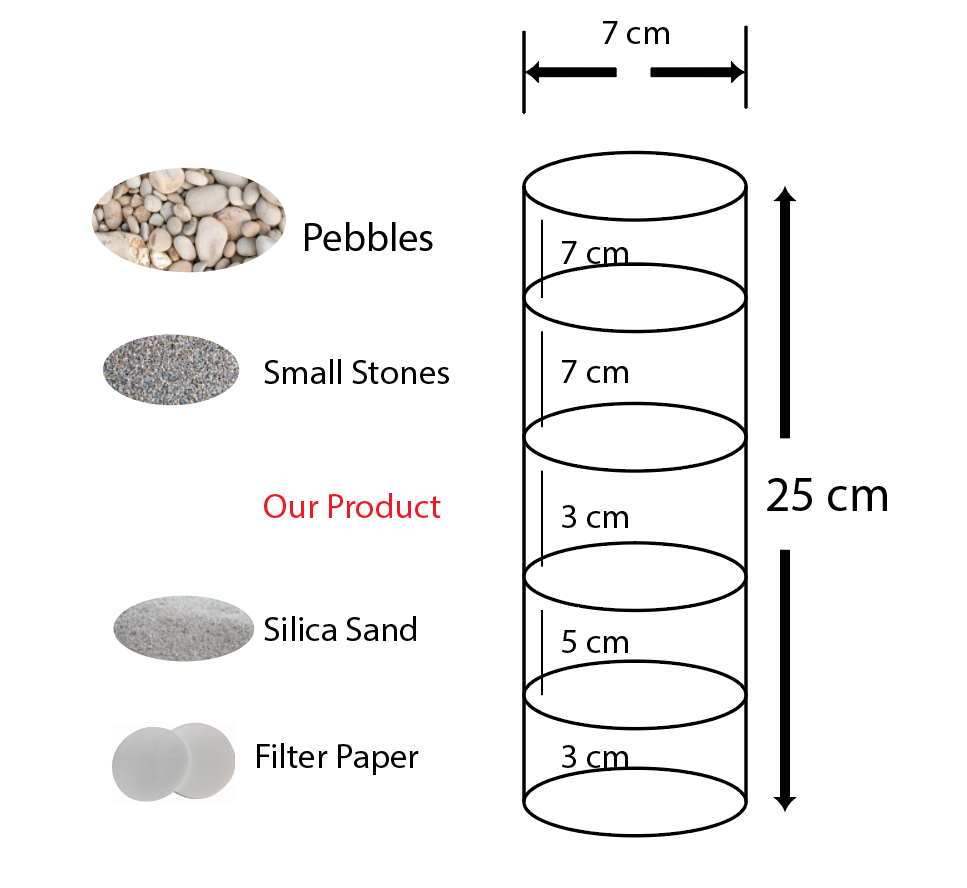 7 cm
Pebbles
7 cm
Small Stones
7 cm
Our Product
3 cm
25 cm
Silica Sand
5 cm
Filter Paper
3 cm